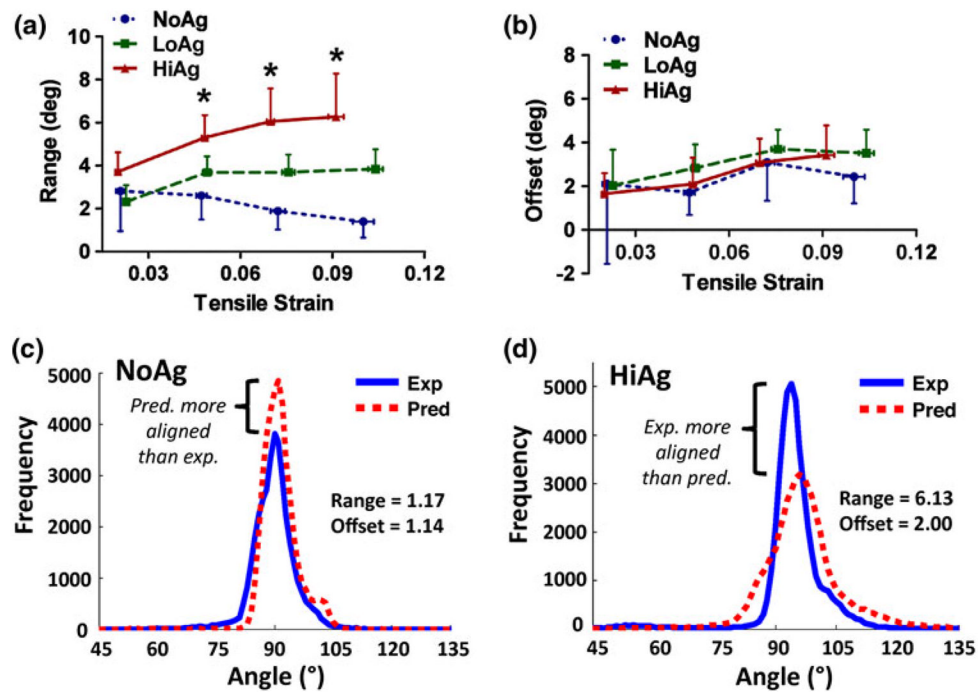 (a)
NoAg
LoAg
HiAg
Range (deg)
10
8
6
4
2
0
* * *
0.03 0.06 0.09 0.12
Tensile Strain
(b)
NoAg
LoAg
HiAg
Offset (deg)
8
6
4
2
0
-2
0.03 0.06 0.09 0.12
Tensile Strain
(c)
NoAg
Exp
Pred
Pred. more
aligned
than exp.
Range = 1.17
Offset = 1.14
Frequency
5000
4000
3000
2000
1000
0
45 60 75 90 105 120 135
Angle (°)
(d)
HiAg
Exp
Pred
Exp. more
aligned
than pred.
Range = 6.13
Offset = 2.00
Frequency
5000
4000
3000
2000
1000
0
45 60 75 90 105 120 135
Angle (°)